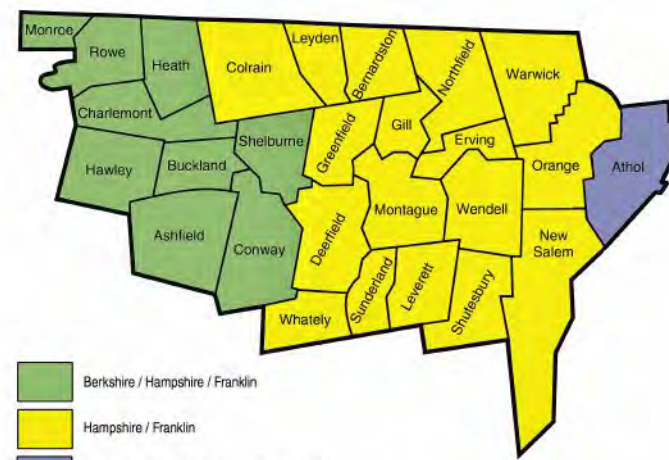 Monroe
Rowe
Heath
Colrain
Leyden
Bernardston
Northfield
Warwick
Charlemont
Shelburne
Greenfield
Gill
Erving
Orange
Athol
Hawley
Buckland
Ashfield
Conway
Deerfield
Montague
Wendell
New
Salem
Whately
Sunderland
Leverett
Shutesbury
Berkshire / Hampshire / Franklin
Hampshire / Franklin